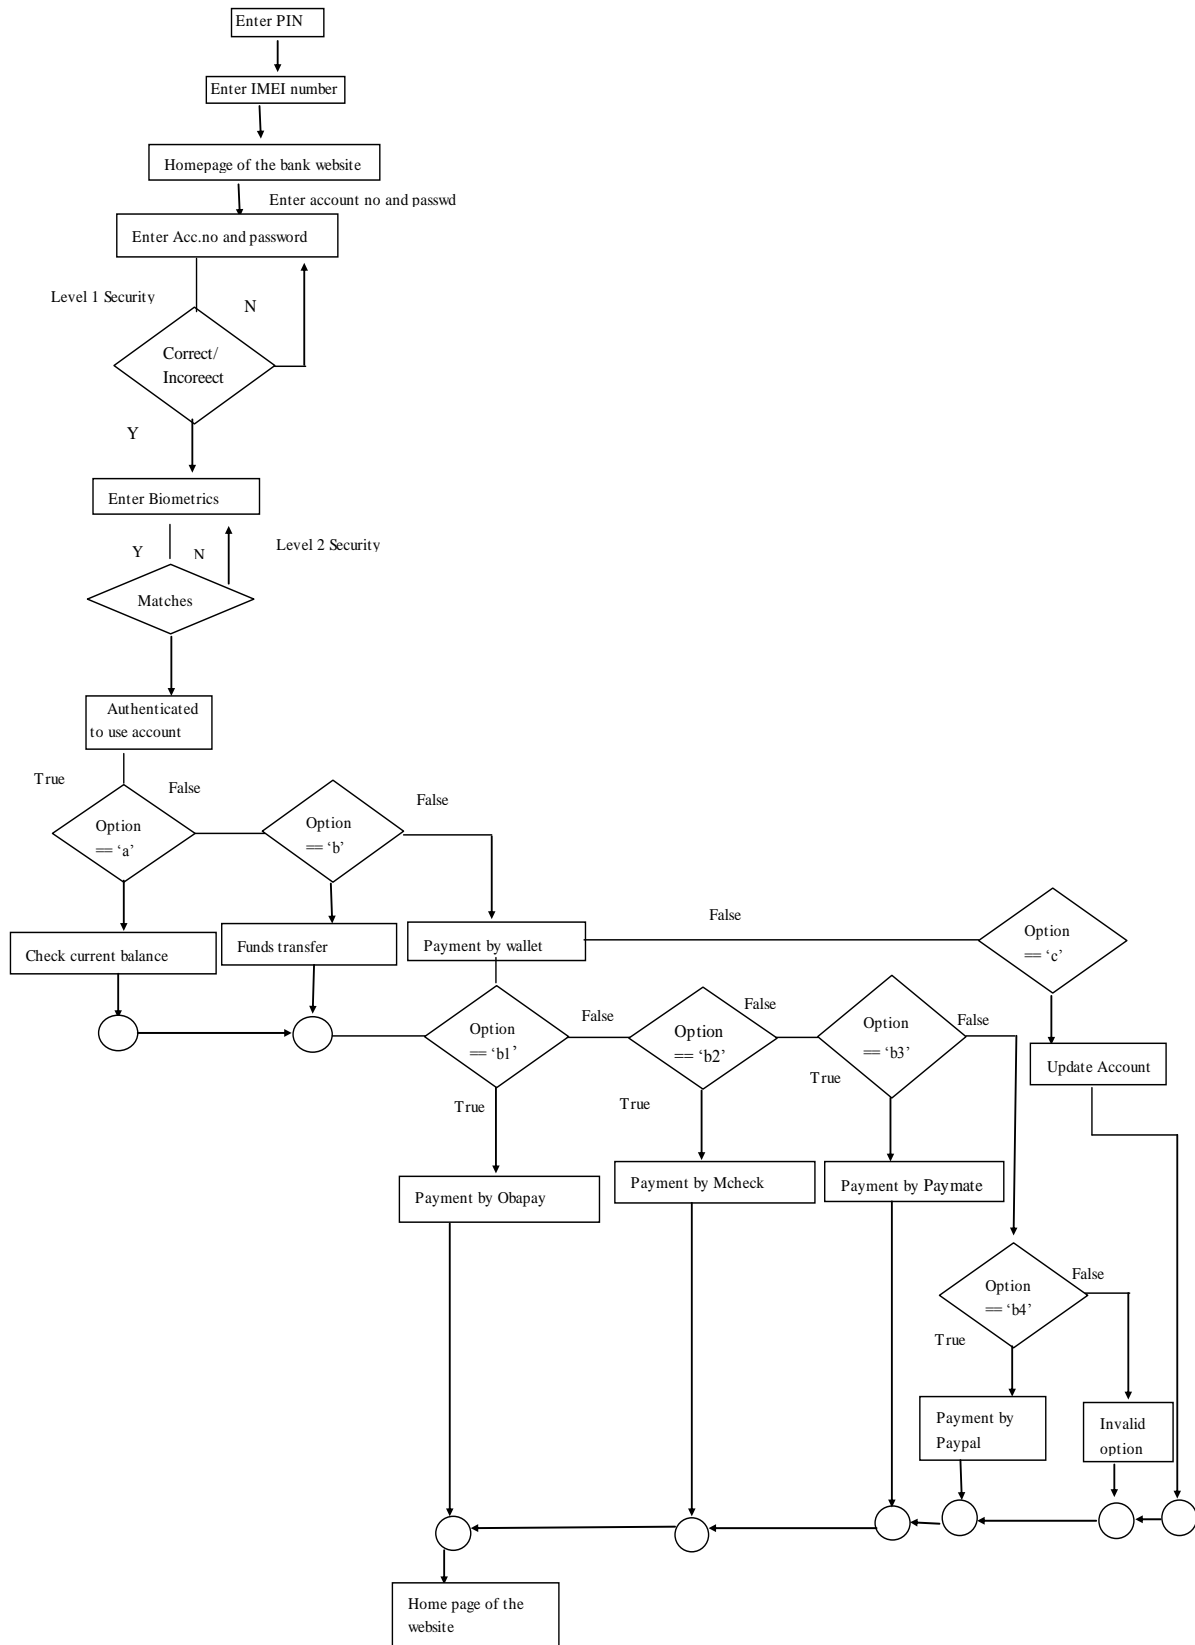 Enter PIN
Enter IMEI number
Homepage of the bank website
Enter account no and passwd
Enter Acc.no and password
Level 1 Security
N
Correct/
Incoreect
Y
Enter Biometrics
Level 2 Security
Y
N
Matches
Authenticated
to use account
True
False
False
Option
== ‘a’
Option
== ‘b’
Check current balance
Funds transfer
Payment by wallet
False
Option
== ‘c’
Option
== ‘b1’
False
Option
== ‘b2’
False
Option
== ‘b3’
False
Update Account
True
True
True
Payment by Obapay
Payment by Mcheck
Payment by Paymate
Option
== ‘b4’
False
True
Payment by
Paypal
Invalid
option
Home page of the
website